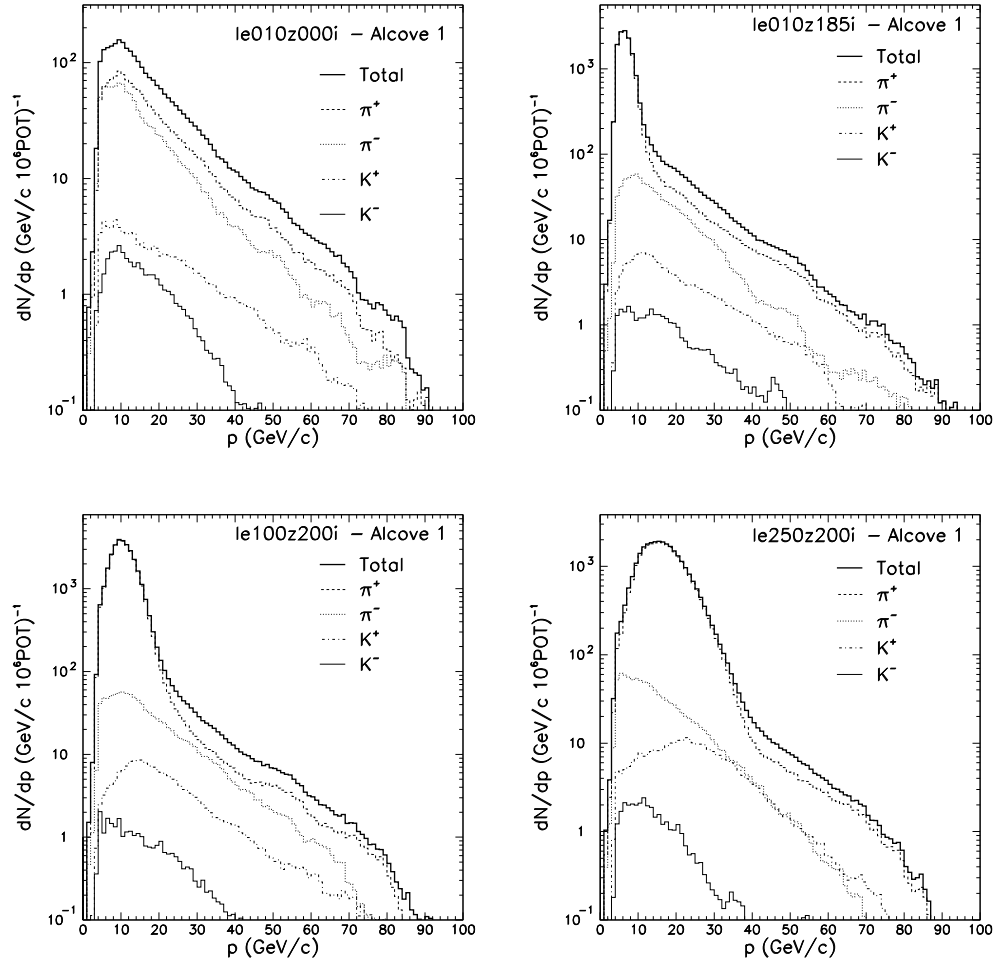 le010z000i – Alcove 1
Total
π⁺
π⁻
K⁺
K⁻
dN/dp (GeV/c 10⁶POT)⁻¹
10²
10
1
10⁻¹
0 10 20 30 40 50 60 70 80 90 100
p (GeV/c)
le010z185i – Alcove 1
Total
π⁺
π⁻
K⁺
K⁻
dN/dp (GeV/c 10⁶POT)⁻¹
10³
10²
10
1
10⁻¹
0 10 20 30 40 50 60 70 80 90 100
p (GeV/c)
le100z200i – Alcove 1
Total
π⁺
π⁻
K⁺
K⁻
dN/dp (GeV/c 10⁶POT)⁻¹
10³
10²
10
1
10⁻¹
0 10 20 30 40 50 60 70 80 90 100
p (GeV/c)
le250z200i – Alcove 1
Total
π⁺
π⁻
K⁺
K⁻
dN/dp (GeV/c 10⁶POT)⁻¹
10³
10²
10
1
10⁻¹
0 10 20 30 40 50 60 70 80 90 100
p (GeV/c)